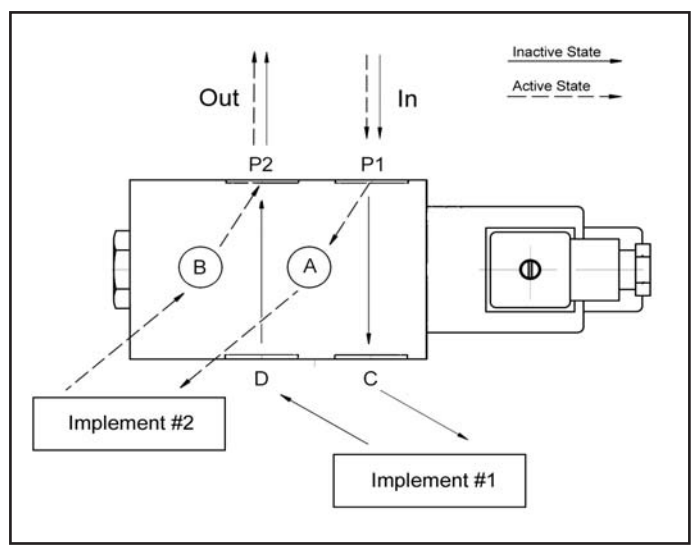 Inactive State
Active State
Out
In
P2
P1
B
A
D
C
Implement #2
Implement #1